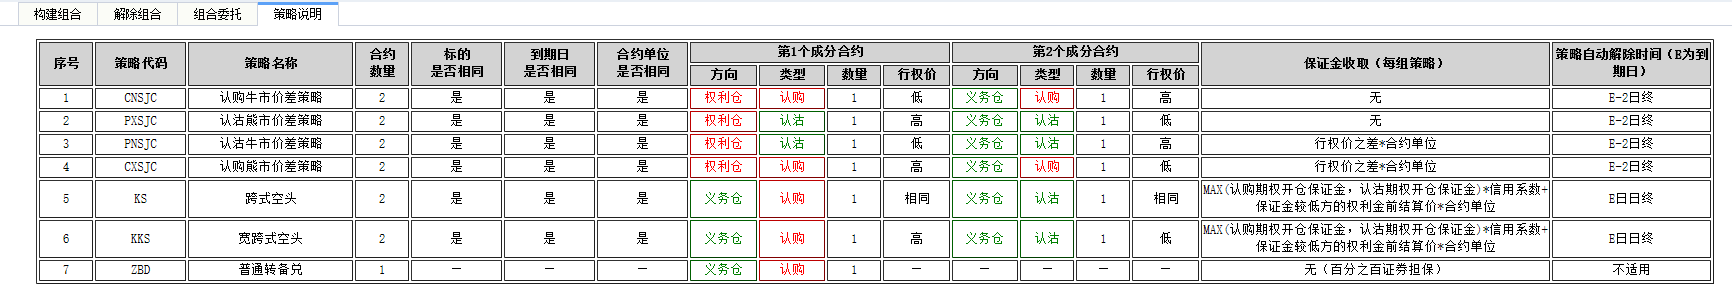 构建组合 解除组合 组合委托 策略说明
序号 策略代码 策略名称 合约数量 标的是否相同 到期日是否相同 合约单位是否相同 第1个成分合约 第2个成分合约 保证金收取（每组策略） 策略自动解除时间（E为到期日）
方向 类型 数量 行权价 方向 类型 数量 行权价
1 CNSJC 认购牛市价差策略 2 是 是 是 权利仓 认购 1 低 义务仓 认购 1 高 无 E-2日终
2 PXSJC 认沽熊市价差策略 2 是 是 是 权利仓 认沽 1 高 义务仓 认沽 1 低 无 E-2日终
3 PNSJC 认沽牛市价差策略 2 是 是 是 权利仓 认沽 1 低 义务仓 认沽 1 高 行权价之差*合约单位 E-2日终
4 CXSJC 认购熊市价差策略 2 是 是 是 权利仓 认购 1 高 义务仓 认购 1 低 行权价之差*合约单位 E-2日终
5 KS 跨式空头 2 是 是 是 义务仓 认购 1 相同 义务仓 认沽 1 相同 MAX(认购期权开仓保证金，认沽期权开仓保证金)*信用系数+
保证金较低方的权利金前结算价*合约单位 E日日终
6 KKS 宽跨式空头 2 是 是 是 义务仓 认购 1 高 义务仓 认沽 1 低 MAX(认购期权开仓保证金，认沽期权开仓保证金)*信用系数+
保证金较低方的权利金前结算价*合约单位 E日日终
7 ZBD 普通转备兑 1 — — — 义务仓 认购 1 — — — — — 无（百分之百证券担保） 不适用